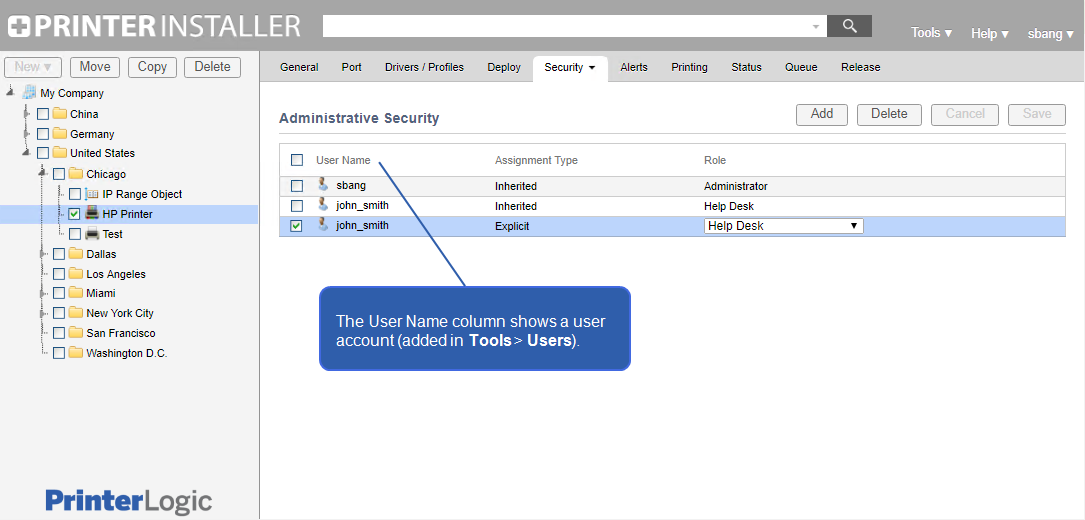 PRINTERINSTALLER
Tools ▾ Help ▾ sbang ▾
New ▾ Move Copy Delete
General Port Drivers / Profiles Deploy Security ▾ Alerts Printing Status Queue Release
My Company
China
Germany
United States
Chicago
IP Range Object
HP Printer
Test
Dallas
Los Angeles
Miami
New York City
San Francisco
Washington D.C.
PrinterLogic
Administrative Security
Add Delete Cancel Save
User Name Assignment Type Role
sbang Inherited Administrator
john_smith Inherited Help Desk
john_smith Explicit Help Desk
The User Name column shows a user
account (added in Tools > Users).